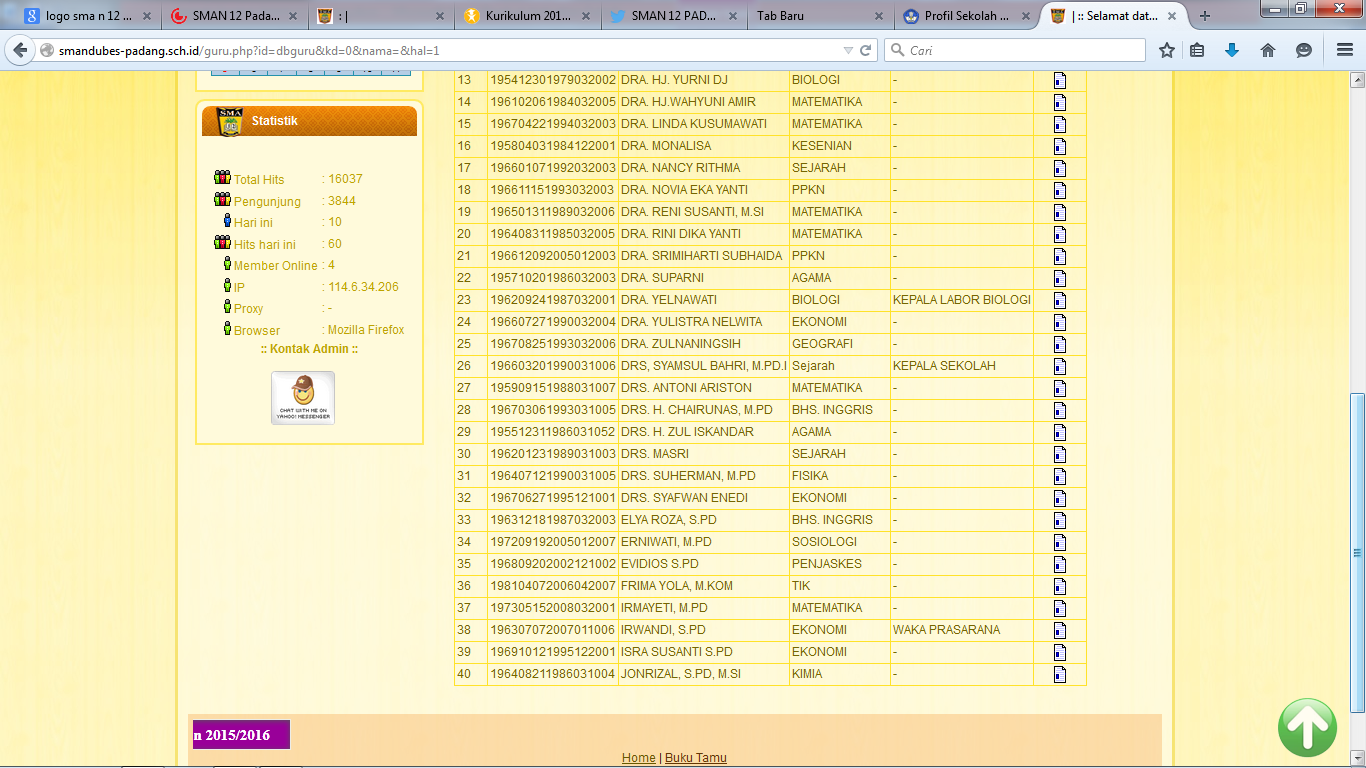 logo sma n 12 ...
SMAN 12 Pada...
: |
Kurikulum 201...
SMAN 12 PAD...
Tab Baru
Profil Sekolah ...
| :: Selamat dat...
smandubes-padang.sch.id/guru.php?id=dbguru&kd=0&nama=&hal=1
Cari
SMA
Statistik
Total Hits : 16037
Pengunjung : 3844
Hari ini : 10
Hits hari ini : 60
Member Online : 4
IP : 114.6.34.206
Proxy : -
Browser : Mozilla Firefox
:: Kontak Admin ::
CHAT WITH ME ON
YAHOO! MESSENGER
13 195412301979032002 DRA. HJ. YURNI DJ BIOLOGI -
14 196102061984032005 DRA. HJ.WAHYUNI AMIR MATEMATIKA -
15 196704221994032003 DRA. LINDA KUSUMAWATI MATEMATIKA -
16 195804031984122001 DRA. MONALISA KESENIAN -
17 196601071992032003 DRA. NANCY RITHMA SEJARAH -
18 196611151993032003 DRA. NOVIA EKA YANTI PPKN -
19 196501311989032006 DRA. RENI SUSANTI, M.SI MATEMATIKA -
20 196408311985032005 DRA. RINI DIKA YANTI MATEMATIKA -
21 196612092005012003 DRA. SRIMIHARTI SUBHAIDA PPKN -
22 195710201986032003 DRA. SUPARNI AGAMA -
23 196209241987032001 DRA. YELNAWATI BIOLOGI KEPALA LABOR BIOLOGI
24 196607271990032004 DRA. YULISTRA NELWITA EKONOMI -
25 196708251993032006 DRA. ZULNANINGSIH GEOGRAFI -
26 196603201990031006 DRS, SYAMSUL BAHRI, M.PD.I Sejarah KEPALA SEKOLAH
27 195909151988031007 DRS. ANTONI ARISTON MATEMATIKA -
28 196703061993031005 DRS. H. CHAIRUNAS, M.PD BHS. INGGRIS -
29 195512311986031052 DRS. H. ZUL ISKANDAR AGAMA -
30 196201231989031003 DRS. MASRI SEJARAH -
31 196407121990031005 DRS. SUHERMAN, M.PD FISIKA -
32 196706271995121001 DRS. SYAFWAN ENEDI EKONOMI -
33 196312181987032003 ELYA ROZA, S.PD BHS. INGGRIS -
34 197209192005012007 ERNIWATI, M.PD SOSIOLOGI -
35 196809202002121002 EVIDIOS S.PD PENJASKES -
36 198104072006042007 FRIMA YOLA, M.KOM TIK -
37 197305152008032001 IRMAYETI, M.PD MATEMATIKA -
38 196307072007011006 IRWANDI, S.PD EKONOMI WAKA PRASARANA
39 196910121995122001 ISRA SUSANTI S.PD EKONOMI -
40 196408211986031004 JONRIZAL, S.PD, M.SI KIMIA -
n 2015/2016
Home | Buku Tamu